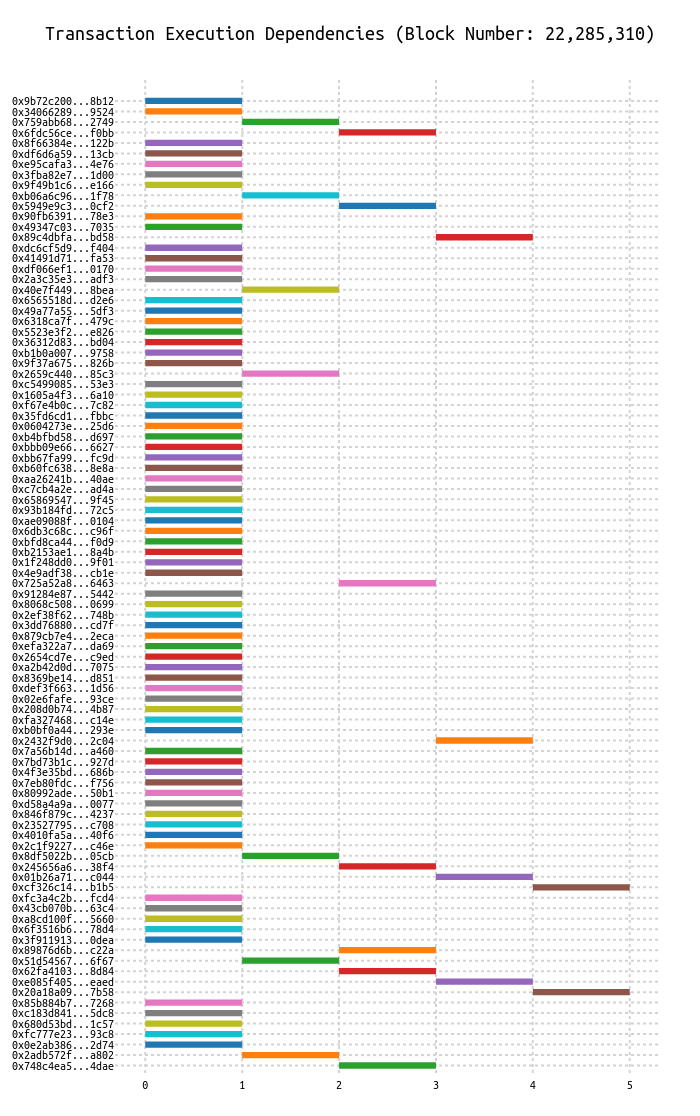 Transaction Execution Dependencies (Block Number: 22,285,310)
0x9b72c200...8b12
0x34066289...9524
0x759abb68...2749
0x6fdc56ce...f0bb
0x8f66384e...122b
0xdf6d6a59...13cb
0xe95cafa3...4e76
0x3fba82e7...1d00
0x9f49b1c6...e166
0xb06a6c96...1f78
0x5949e9c3...0cf2
0x90fb6391...78e3
0x49347c03...7035
0x89c4dbfa...bd58
0xdc6cf5d9...f404
0x41491d71...fa53
0xdf066ef1...0170
0x2a3c35e3...adf3
0x40e7f449...8bea
0x6565518d...d2e6
0x49a77a55...5df3
0x6318ca7f...479c
0x5523e3f2...e826
0x36312d83...bd04
0xb1b0a007...9758
0x9f37a675...826b
0x2659c440...85c3
0xc5499085...53e3
0x1605a4f3...6a10
0xf67e4b0c...7c82
0x35fd6cd1...fbbc
0x0604273e...25d6
0xb4bfbd58...d697
0xbbb09e66...6627
0xbb67fa99...fc9d
0xb60fc638...8e8a
0xaa26241b...40ae
0xc7cb4a2e...ad4a
0x65869547...9f45
0x93b184fd...72c5
0xae09088f...0104
0x6db3c68c...c96f
0xbfd8ca44...f0d9
0xb2153ae1...8a4b
0x1f248dd0...9f01
0x4e9adf38...cb1e
0x725a52a8...6463
0x91284e87...5442
0x8068c508...0699
0x2ef38f62...748b
0x3dd76880...cd7f
0x879cb7e4...2eca
0xefa322a7...da69
0x2654cd7e...c9ed
0xa2b42d0d...7075
0x8369be14...d851
0xdef3f663...1d56
0x02e6fafe...93ce
0x208d0b74...4b87
0xfa327468...c14e
0xb0bf0a44...293e
0x2432f9d0...2c04
0x7a56b14d...a460
0x7bd73b1c...927d
0x4f3e35bd...686b
0x7eb80fdc...f756
0x80992ade...50b1
0xd58a4a9a...0077
0x846f879c...4237
0x23527795...c708
0x4010fa5a...40f6
0x2c1f9227...c46e
0x8df5022b...05cb
0x245656a6...38f4
0x01b26a71...c044
0xcf326c14...b1b5
0xfc3a4c2b...fcd4
0x43cb070b...63c4
0xa8cd100f...5660
0x6f3516b6...78d4
0x3f911913...0dea
0x89876d6b...c22a
0x51d54567...6f67
0x62fa4103...8d84
0xe085f405...eaed
0x20a18a09...7b58
0x85b884b7...7268
0xc183d841...5dc8
0x680d53bd...1c57
0xfc777e23...93c8
0x0e2ab386...2d74
0x2adb572f...a802
0x748c4ea5...4dae
0 1 2 3 4 5